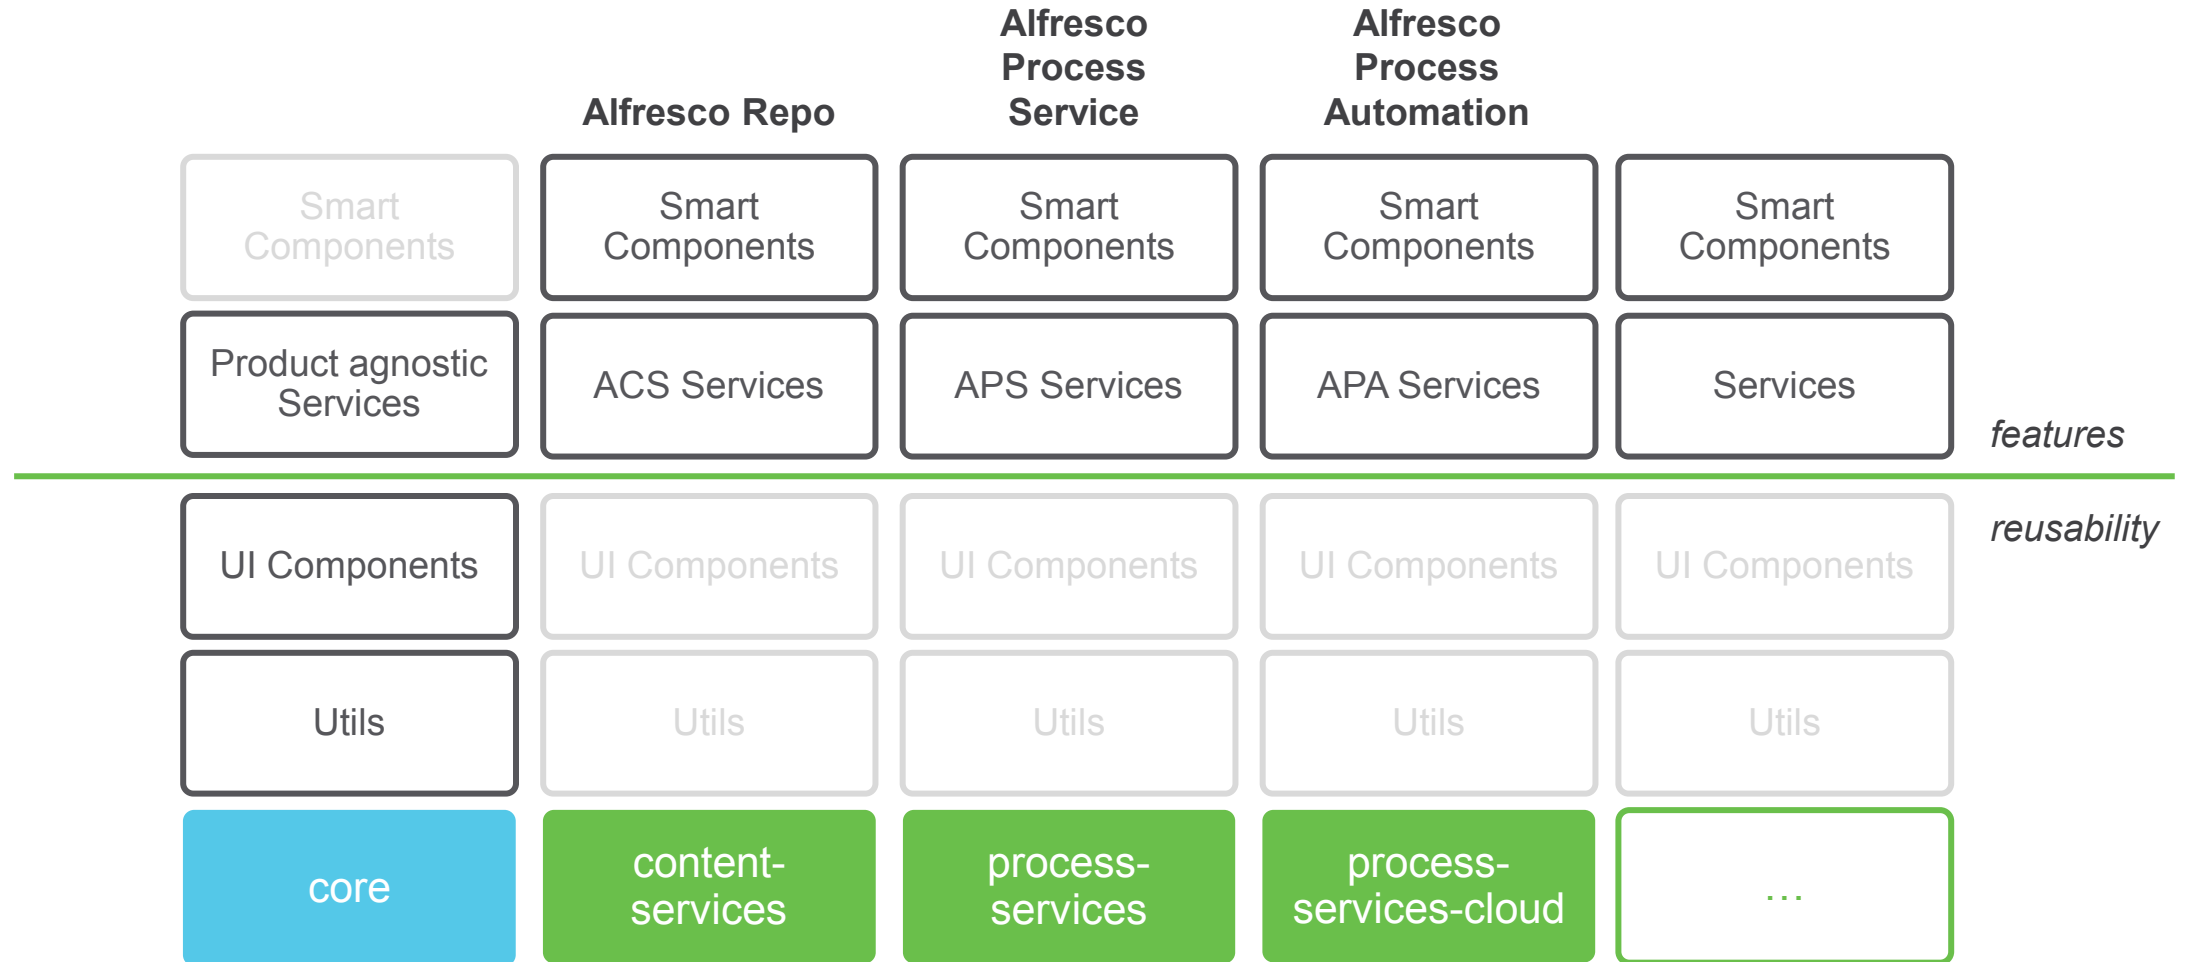 Alfresco Repo
Alfresco
Process
Service
Alfresco
Process
Automation
Smart
Components
Smart
Components
Smart
Components
Smart
Components
Smart
Components
Product agnostic
Services
ACS Services
APS Services
APA Services
Services
features
reusability
UI Components
UI Components
UI Components
UI Components
UI Components
Utils
Utils
Utils
Utils
Utils
core
content-
services
process-
services
process-
services-cloud
...